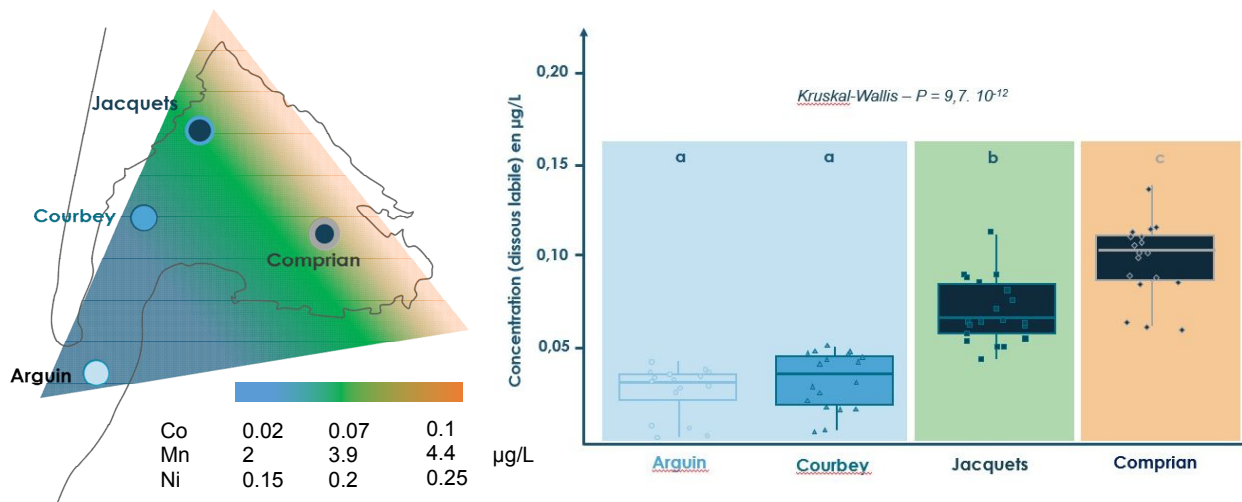 Jacquets
Courbey
Comprian
Arguin
Co 0.02 0.07 0.1
Mn 2 3.9 4.4 µg/L
Ni 0.15 0.2 0.25
Concentration (dissous labile) en µg/L
0,20
0,15
0,10
0,05
Kruskal-Wallis – P = 9,7. 10⁻¹²
a a b c
Arguin Courbey Jacquets Comprian